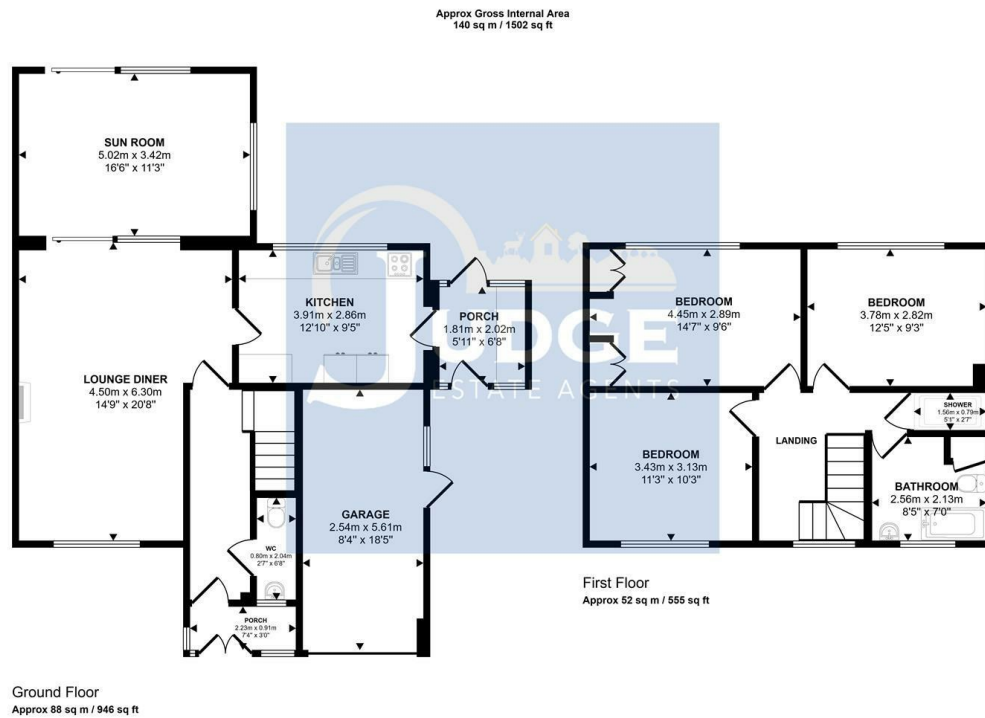 Approx Gross Internal Area
140 sq m / 1502 sq ft
SUN ROOM
5.02m x 3.42m
16'6" x 11'3"
KITCHEN
3.91m x 2.86m
12'10" x 9'5"
PORCH
1.81m x 2.02m
5'11" x 6'8"
LOUNGE DINER
4.50m x 6.30m
14'9" x 20'8"
GARAGE
2.54m x 5.61m
8'4" x 18'5"
WC
0.80m x 2.04m
2'7" x 6'8"
PORCH
2.23m x 0.91m
7'4" x 3'0"
Ground Floor
Approx 88 sq m / 946 sq ft
BEDROOM
4.45m x 2.89m
14'7" x 9'6"
BEDROOM
3.78m x 2.82m
12'5" x 9'3"
BEDROOM
3.43m x 3.13m
11'3" x 10'3"
LANDING
SHOWER
1.56m x 0.79m
5'1" x 2'7"
BATHROOM
2.56m x 2.13m
8'5" x 7'0"
First Floor
Approx 52 sq m / 555 sq ft
JUDGE
ESTATE AGENTS